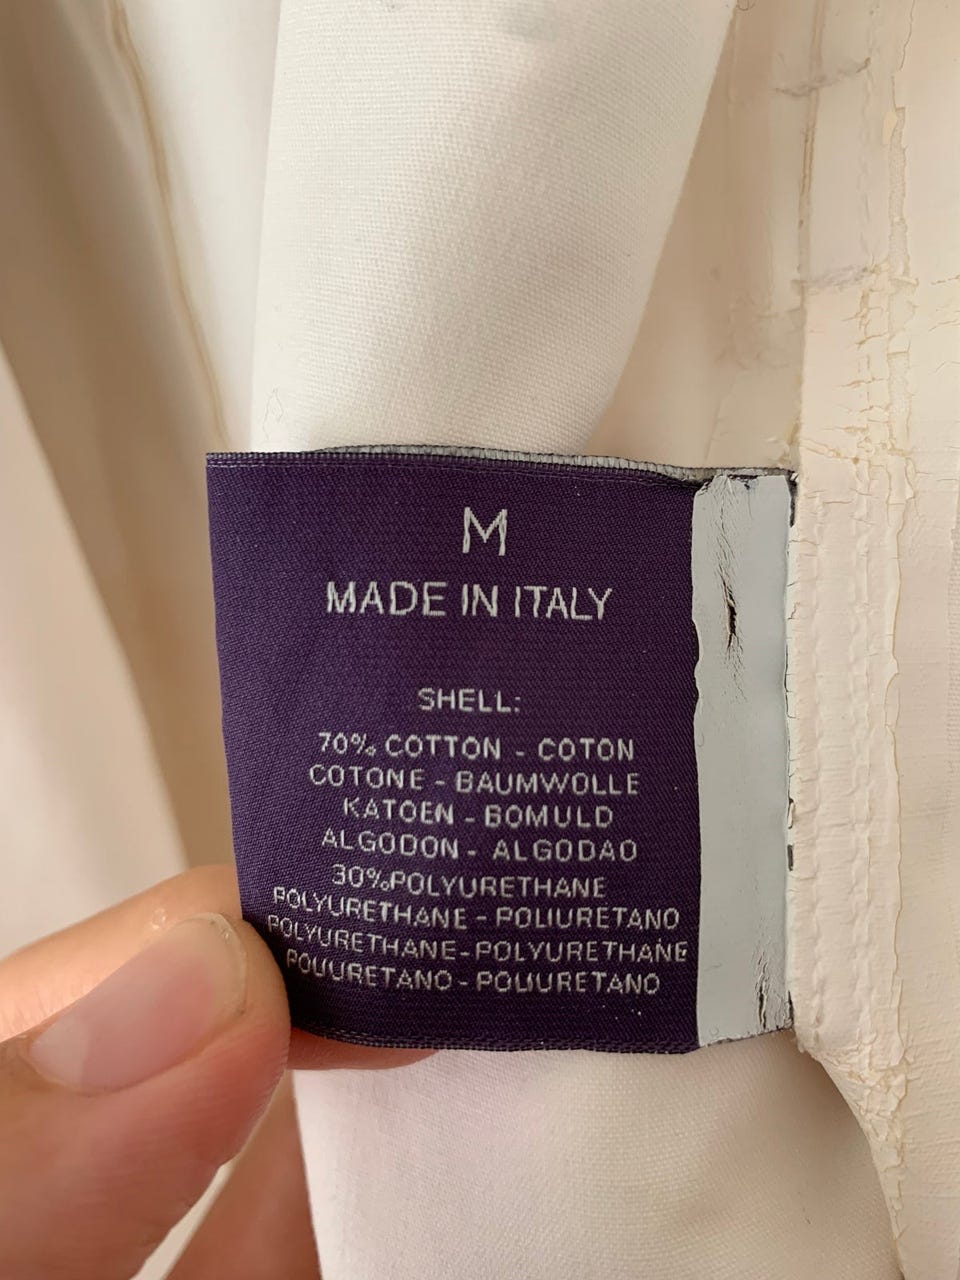 M
MADE IN ITALY
SHELL:
70% COTTON - COTON
COTONE - BAUMWOLLE
KATOEN - BOMULD
ALGODON - ALGODAO
30%POLYURETHANE
POLYURETHANE - POLIURETANO
POLYURETHANE-POLYURETHANE
POLIURETANO - POLIURETANO